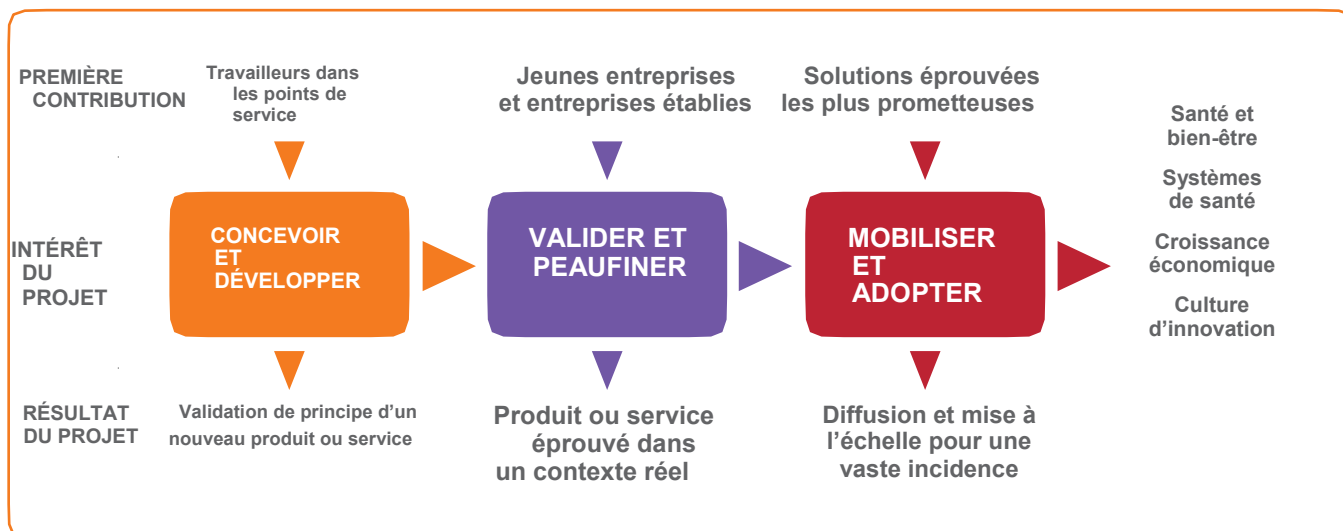 PREMIÈRE
CONTRIBUTION
Travailleurs dans
les points de
service
Jeunes entreprises
et entreprises établies
Solutions éprouvées
les plus prometteuses
INTÉRÊT
DU
PROJET
CONCEVOIR
ET
DÉVELOPPER
VALIDER ET
PEAUFINER
MOBILISER
ET
ADOPTER
Santé et
bien-être
Systèmes
de santé
Croissance
économique
Culture
d’innovation
RÉSULTAT
DU PROJET
Validation de principe d’un
nouveau produit ou service
Produit ou service
éprouvé dans
un contexte réel
Diffusion et mise à
l’échelle pour une
vaste incidence